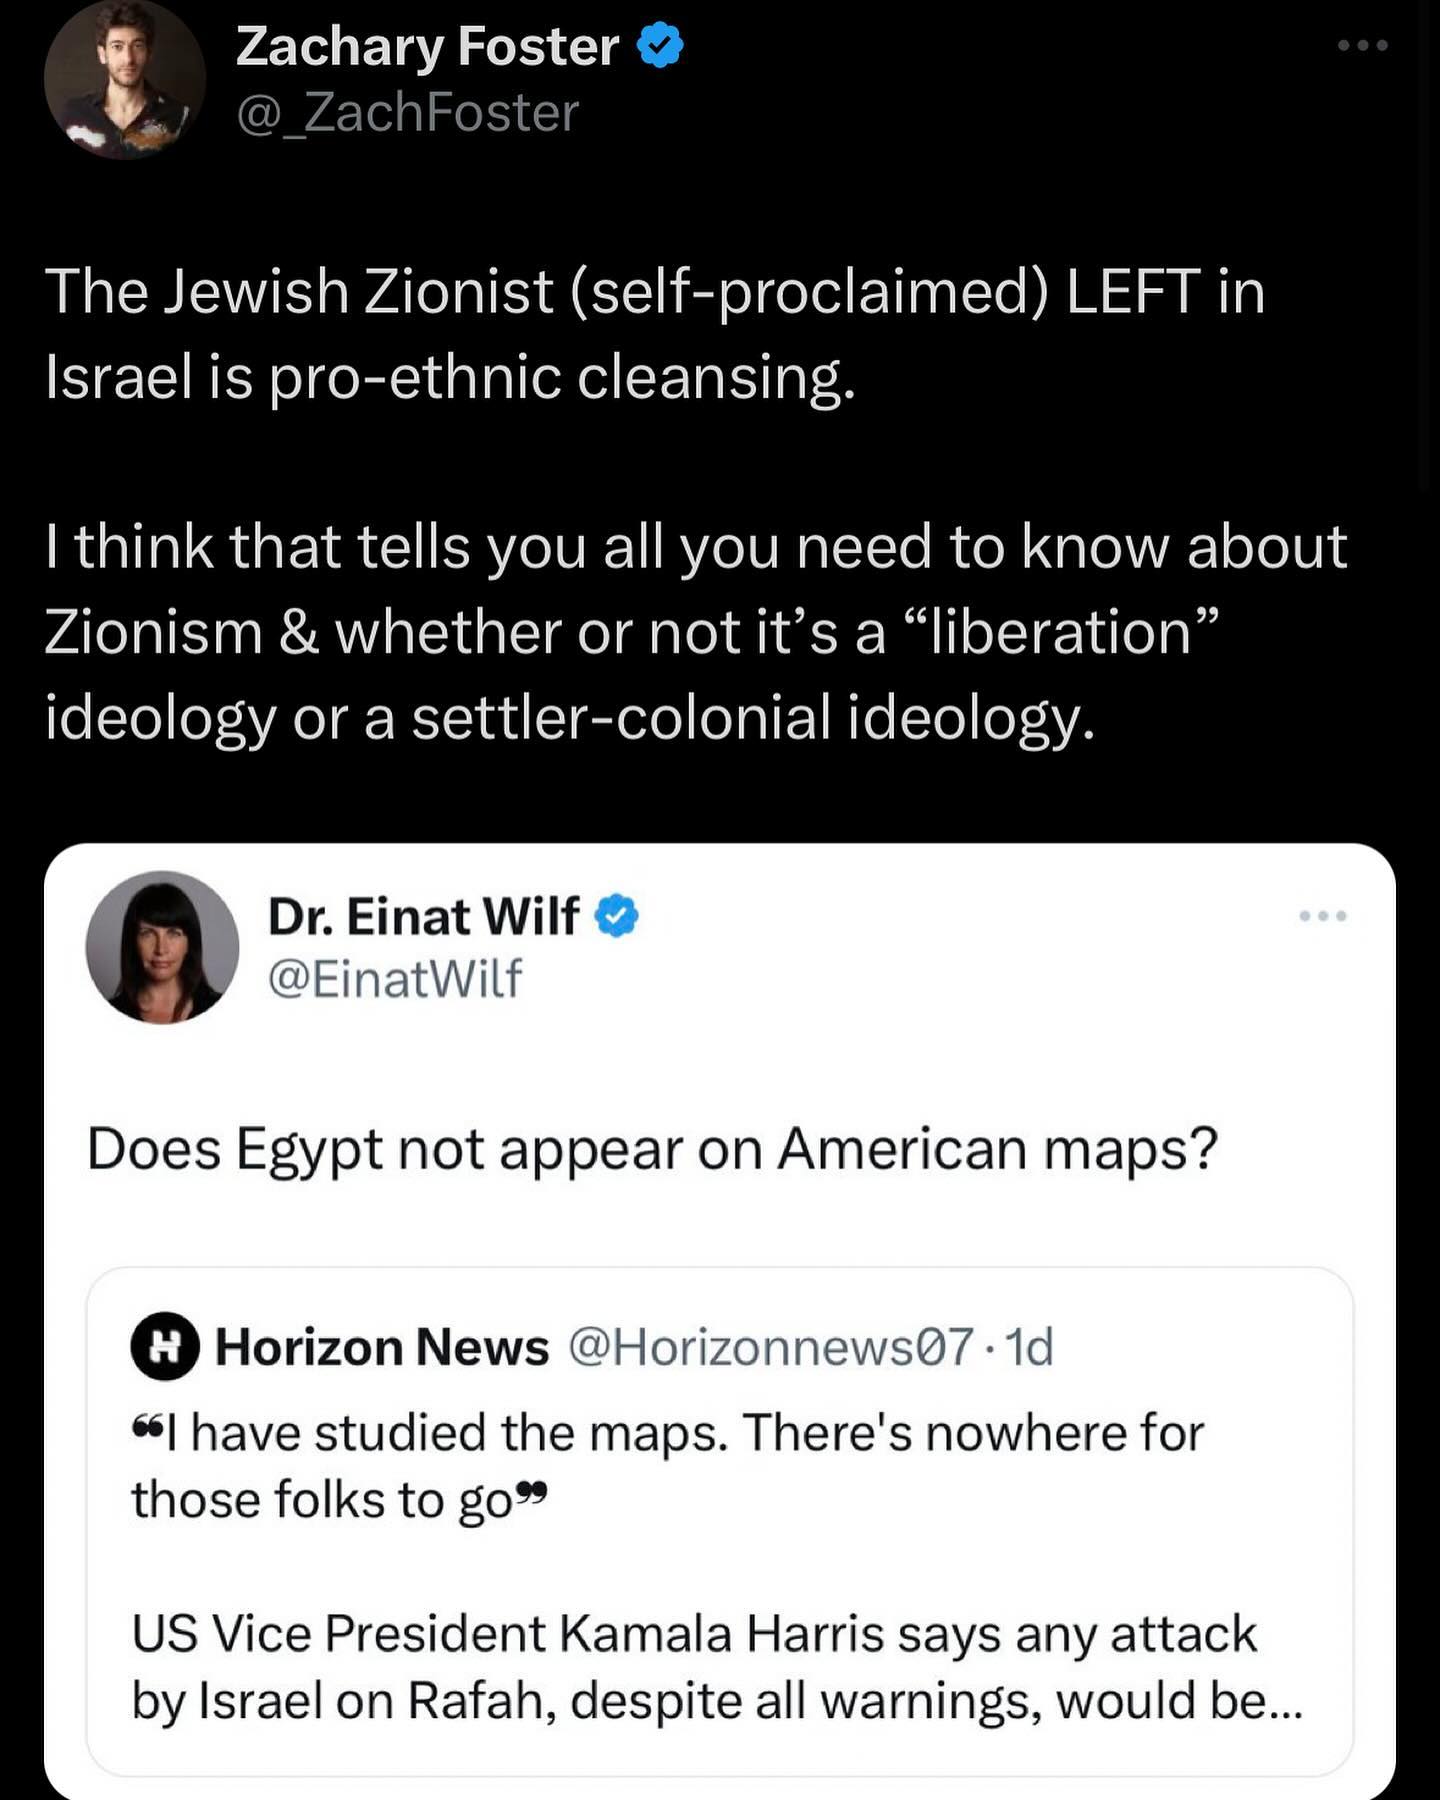 Zachary Foster
@_ZachFoster
The Jewish Zionist (self-proclaimed) LEFT in
Israel is pro-ethnic cleansing.
I think that tells you all you need to know about
Zionism & whether or not it’s a “liberation”
ideology or a settler-colonial ideology.
Dr. Einat Wilf
@EinatWilf
Does Egypt not appear on American maps?
H Horizon News @Horizonnews07 · 1d
❝I have studied the maps. There's nowhere for
those folks to go❞
US Vice President Kamala Harris says any attack
by Israel on Rafah, despite all warnings, would be...